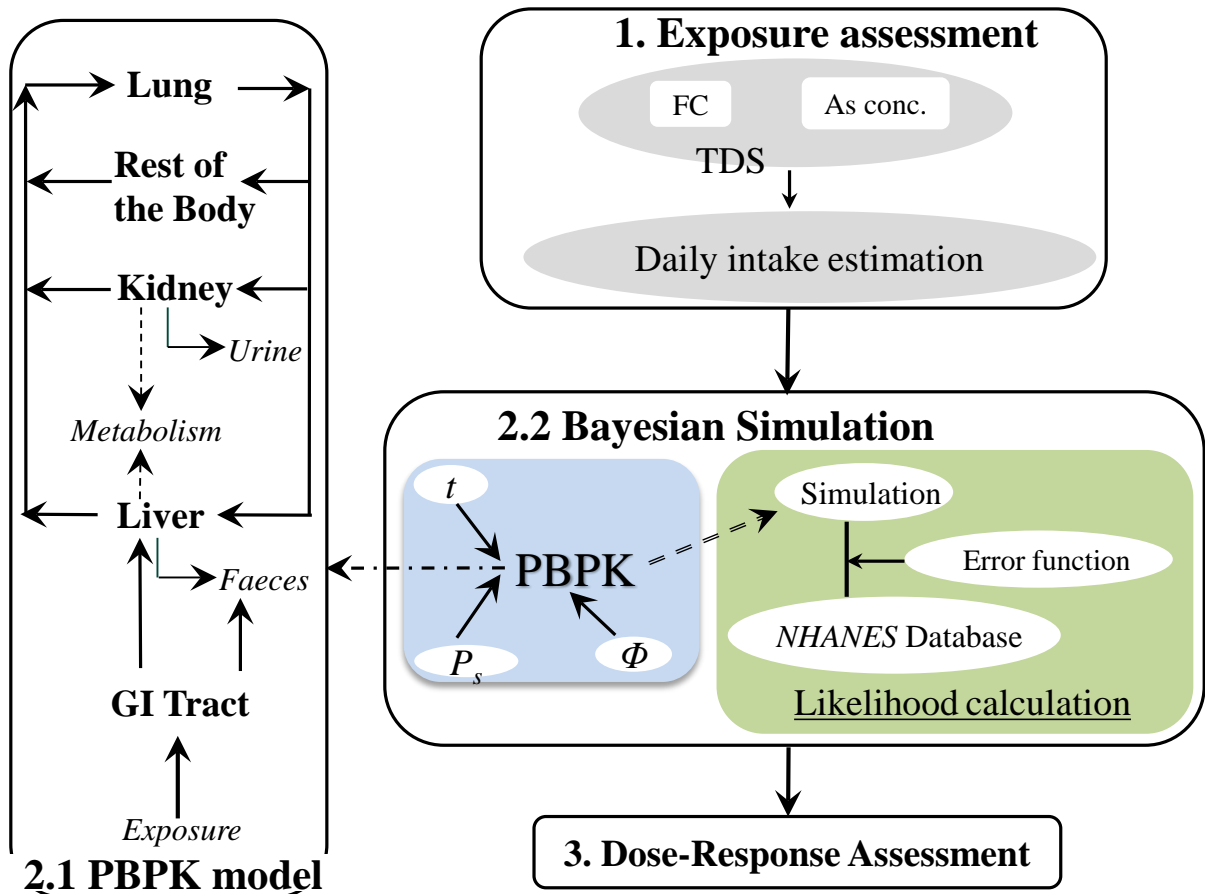 Lung
Rest of
the Body
Kidney
Urine
Metabolism
Liver
Faeces
GI Tract
Exposure
2.1 PBPK model
1. Exposure assessment
FC
As conc.
TDS
Daily intake estimation
2.2 Bayesian Simulation
t
PBPK
P_s
Φ
Simulation
Error function
NHANES Database
Likelihood calculation
3. Dose-Response Assessment